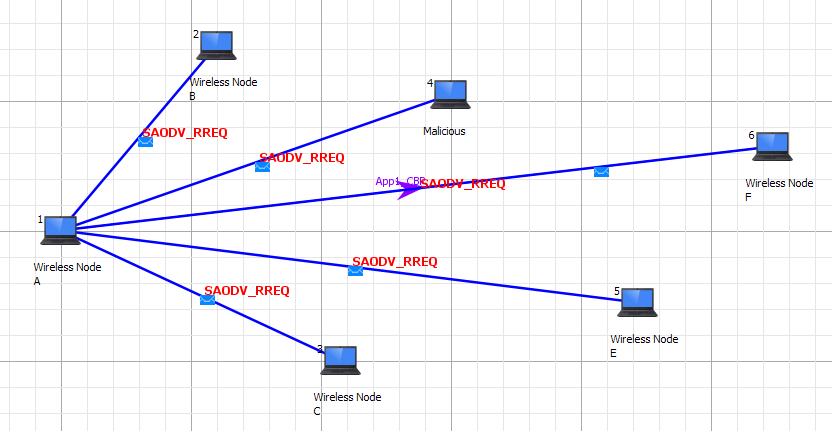 2
Wireless Node
B
4
Malicious
SAODV_RREQ
SAODV_RREQ
6
Wireless Node
F
App1_CBR
SAODV_RREQ
1
Wireless Node
A
SAODV_RREQ
SAODV_RREQ
5
Wireless Node
E
3
Wireless Node
C